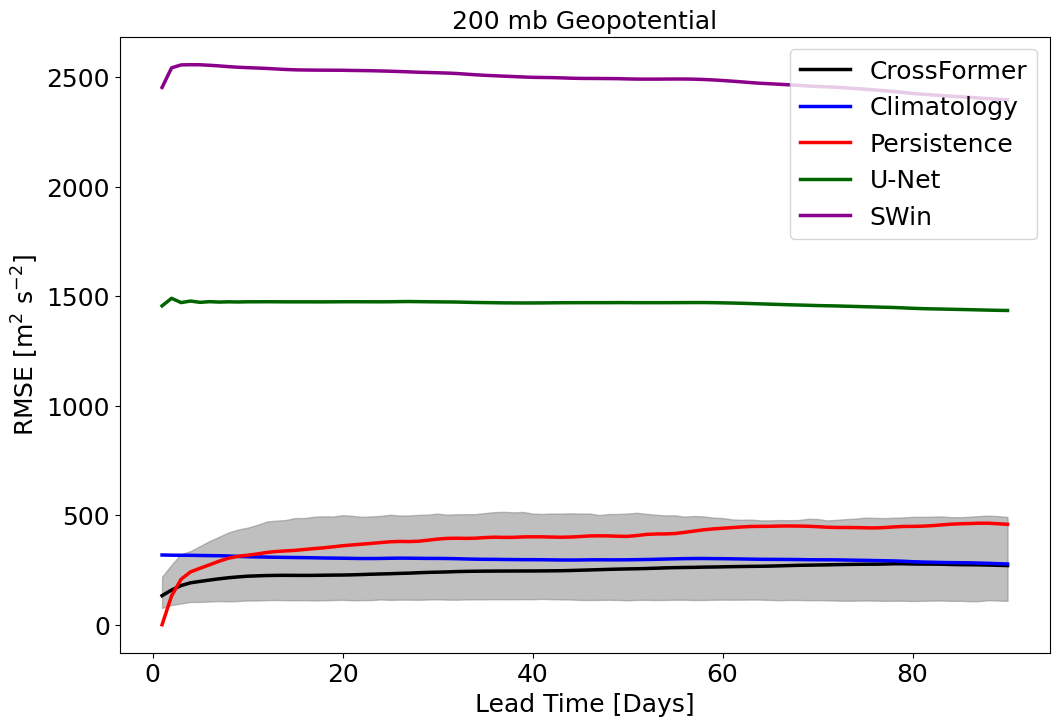 200 mb Geopotential
CrossFormer
Climatology
Persistence
U-Net
SWin
RMSE [m² s⁻²]
2500
2000
1500
1000
500
0
0 20 40 60 80
Lead Time [Days]